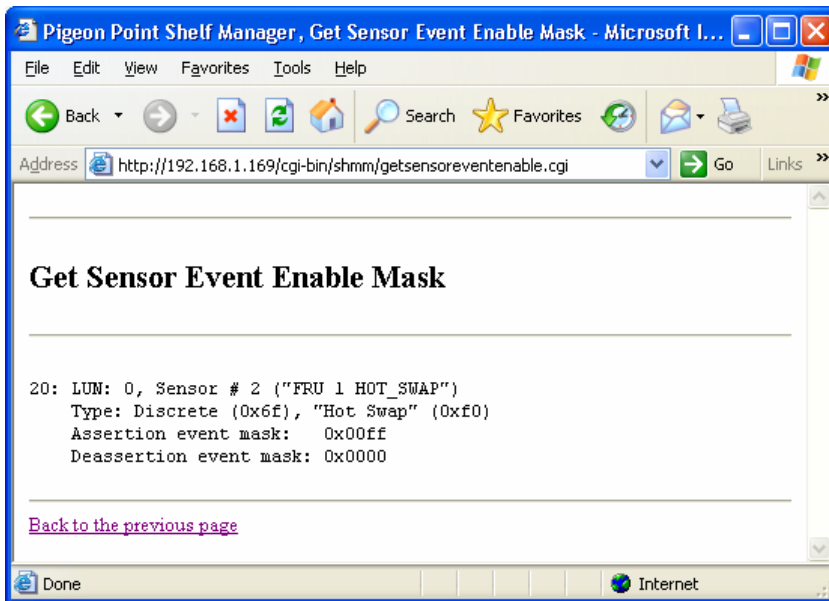 Pigeon Point Shelf Manager, Get Sensor Event Enable Mask - Microsoft I...
File Edit View Favorites Tools Help
Back Search Favorites »
Address http://192.168.1.169/cgi-bin/shmm/getsensoreventenable.cgi Go Links »
Get Sensor Event Enable Mask
20: LUN: 0, Sensor # 2 ("FRU 1 HOT_SWAP")
Type: Discrete (0x6f), "Hot Swap" (0xf0)
Assertion event mask: 0x00ff
Deassertion event mask: 0x0000
Back to the previous page
Done Internet